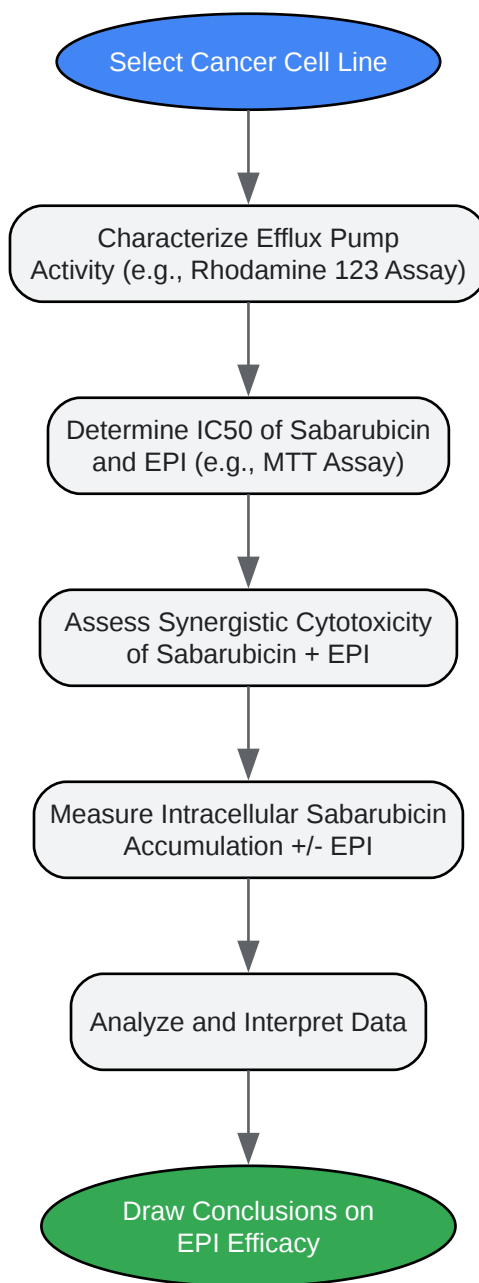 Select Cancer Cell Line
Characterize Efflux Pump
Activity (e.g., Rhodamine 123 Assay)
Determine IC50 of Sabarubicin
and EPI (e.g., MTT Assay)
Assess Synergistic Cytotoxicity
of Sabarubicin + EPI
Measure Intracellular Sabarubicin
Accumulation +/- EPI
Analyze and Interpret Data
Draw Conclusions on
EPI Efficacy